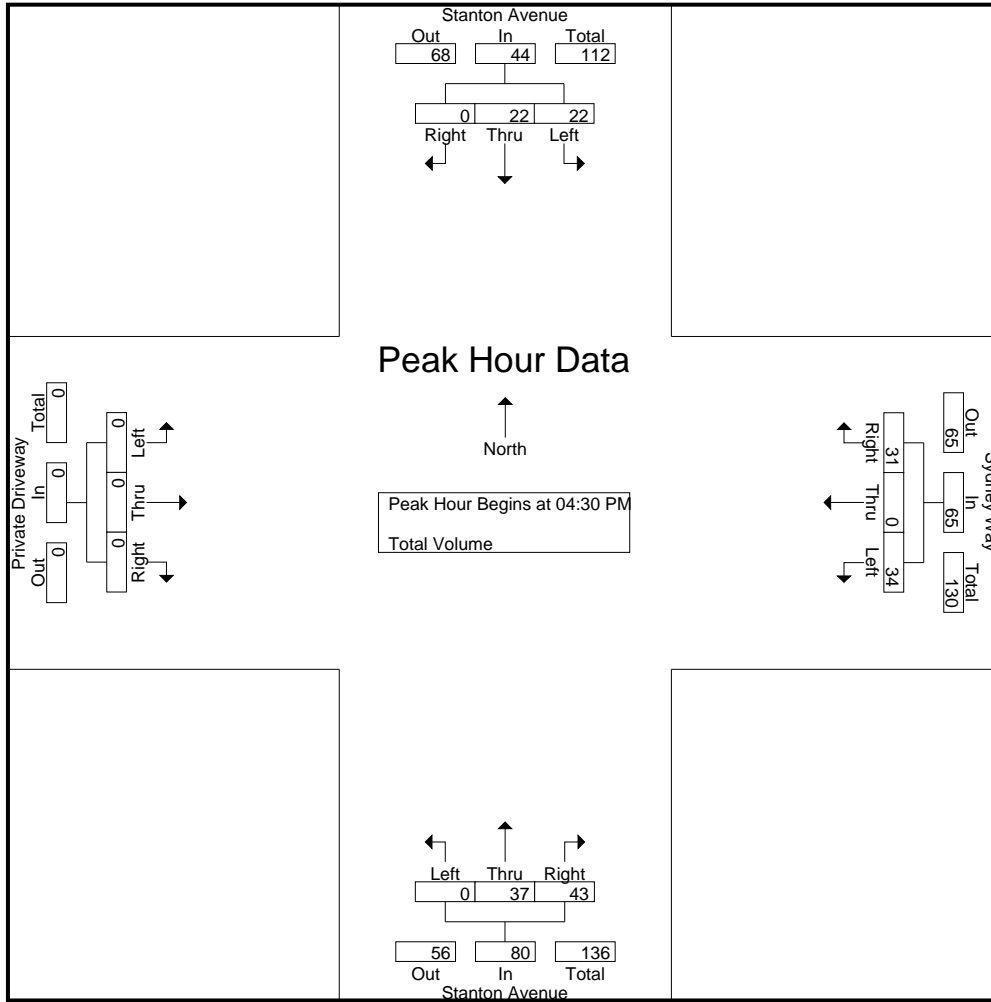 Stanton Avenue
Out In Total
68 44 112
0 22 22
Right Thru Left
Peak Hour Data
North
Peak Hour Begins at 04:30 PM
Total Volume
Private Driveway
Total In Out
0 0 0
0 0 0
Left Thru Right
Right Thru Left
31 0 34
Out In Total
65 65 130
Sydney Way
Left Thru Right
0 37 43
56 80 136
Out In Total
Stanton Avenue